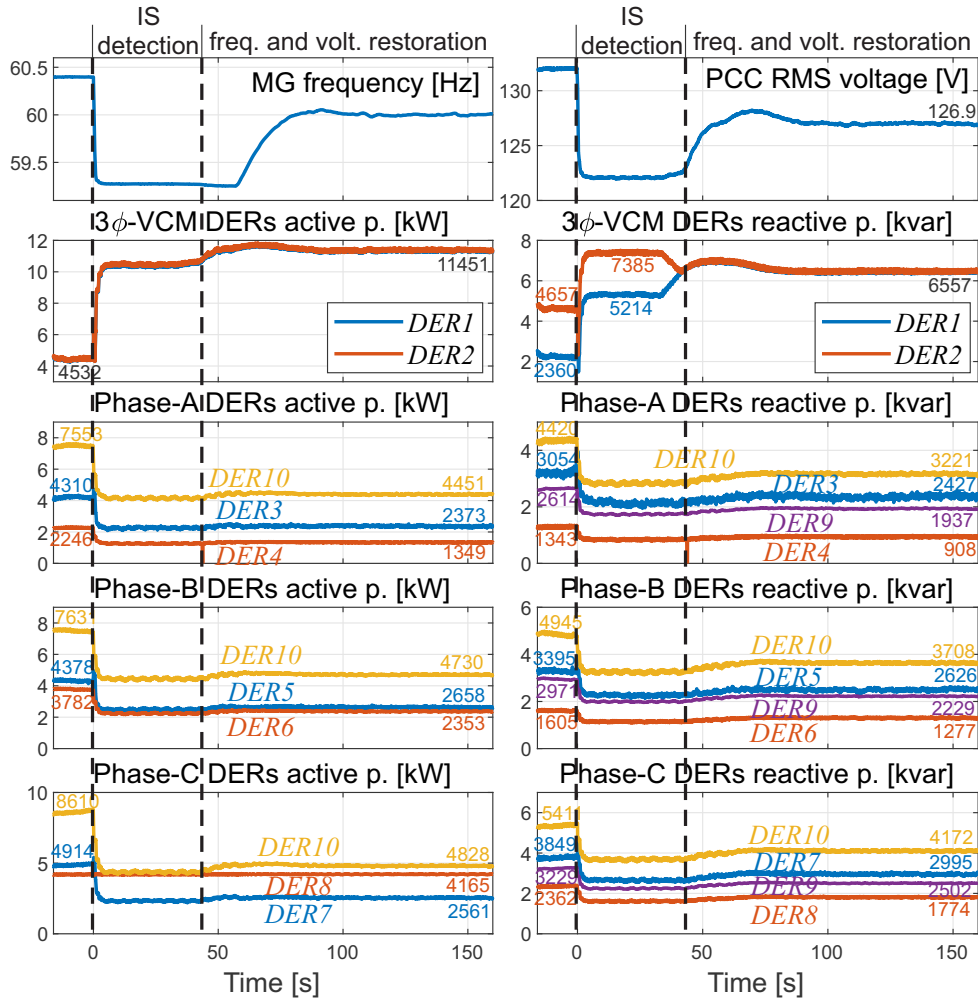 IS
detection
freq. and volt. restoration
IS
detection
freq. and volt. restoration
MG frequency [Hz]
60.5
60
59.5
PCC RMS voltage [V]
130
125
120
126.9
3ϕ-VCM DERs active p. [kW]
12
10
8
6
4
4532
11451
DER1
DER2
3ϕ-VCM DERs reactive p. [kvar]
8
6
4
2
4657
2360
7385
5214
6557
DER1
DER2
Phase-A DERs active p. [kW]
8
6
4
2
0
7553
4310
2246
DER10
DER3
DER4
4451
2373
1349
Phase-A DERs reactive p. [kvar]
4
2
0
4420
3054
2614
1343
DER10
DER3
DER9
DER4
3221
2427
1937
908
Phase-B DERs active p. [kW]
8
6
4
2
0
7631
4378
3782
DER10
DER5
DER6
4730
2658
2353
Phase-B DERs reactive p. [kvar]
6
4
2
0
4945
3395
2971
1605
DER10
DER5
DER9
DER6
3708
2626
2229
1277
Phase-C DERs active p. [kW]
10
5
0
8610
4914
DER10
DER8
DER7
4828
4165
2561
0
50
100
150
Time [s]
Phase-C DERs reactive p. [kvar]
6
4
2
0
541
3849
3229
2362
DER10
DER7
DER9
DER8
4172
2995
2502
1774
0
50
100
150
Time [s]